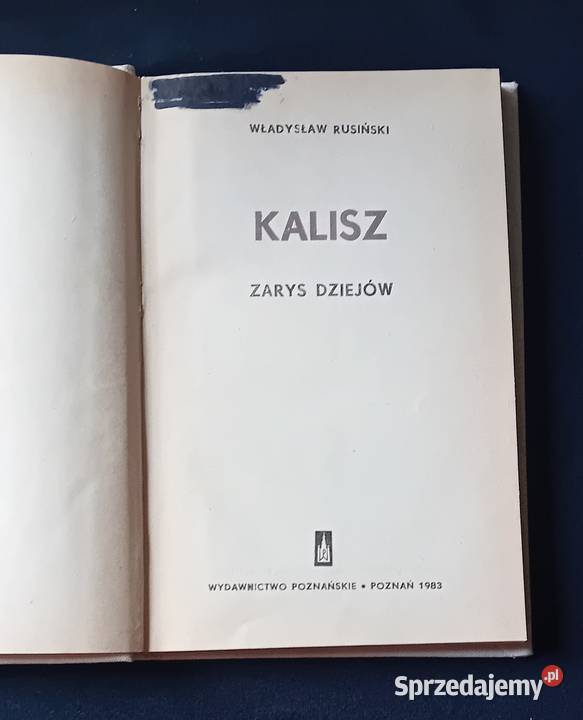 WŁADYSŁAW RUSIŃSKI
KALISZ
ZARYS DZIEJÓW
WYDAWNICTWO POZNAŃSKIE • POZNAŃ 1983
Sprzedajemy.pl